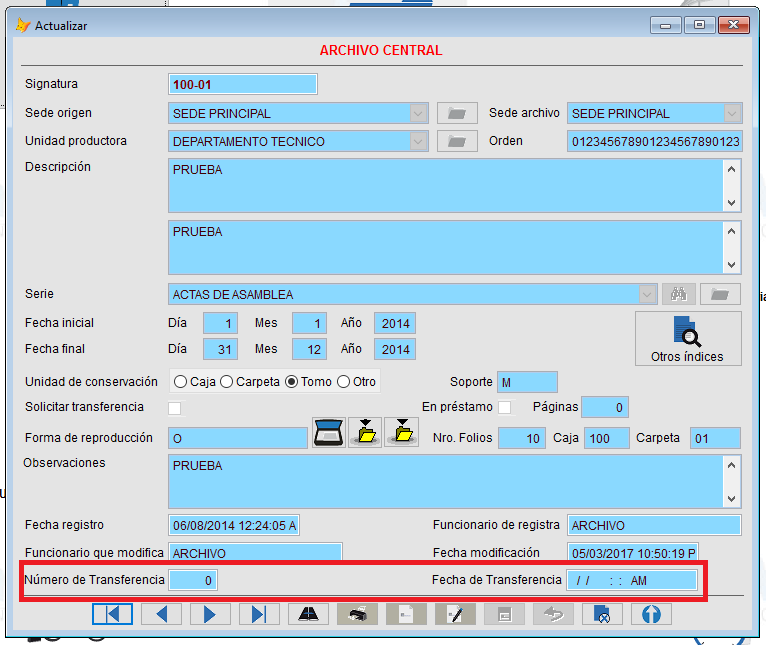 Actualizar
ARCHIVO CENTRAL
Signatura 100-01
Sede origen SEDE PRINCIPAL Sede archivo SEDE PRINCIPAL
Unidad productora DEPARTAMENTO TECNICO Orden 012345678901234567890123
Descripción PRUEBA
PRUEBA
Serie ACTAS DE ASAMBLEA
Fecha inicial Día 1 Mes 1 Año 2014
Fecha final Día 31 Mes 12 Año 2014
Otros índices
Unidad de conservación Caja Carpeta Tomo Otro Soporte M
Solicitar transferencia En préstamo Páginas 0
Forma de reproducción O Nro. Folios 10 Caja 100 Carpeta 01
Observaciones PRUEBA
Fecha registro 06/08/2014 12:24:05 A Funcionario de registra ARCHIVO
Funcionario que modifica ARCHIVO Fecha modificación 05/03/2017 10:50:19 P
Número de Transferencia 0 Fecha de Transferencia / / : : AM